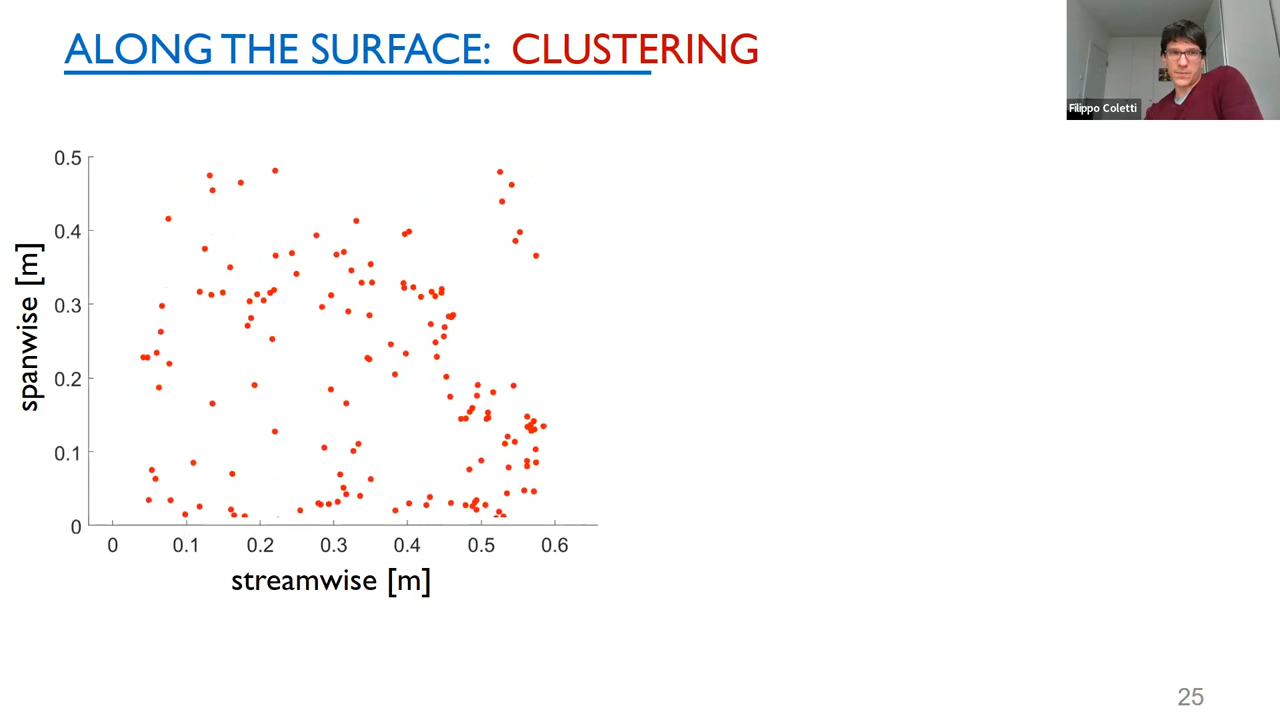 ALONG THE SURFACE: CLUSTERING
Filippo Coletti
0.5
0.4
0.3
0.2
0.1
0
spanwise [m]
0 0.1 0.2 0.3 0.4 0.5 0.6
streamwise [m]
25